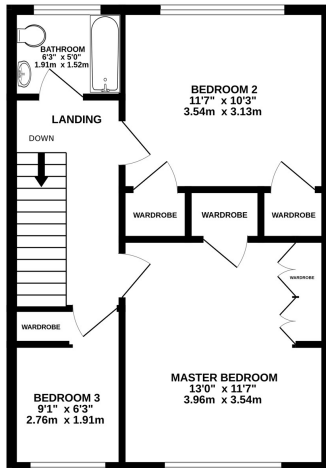 BATHROOM
6'3" x 5'0"
1.91m x 1.52m
BEDROOM 2
11'7" x 10'3"
3.54m x 3.13m
LANDING
DOWN
WARDROBE
WARDROBE
WARDROBE
WARDROBE
WARDROBE
MASTER BEDROOM
13'0" x 11'7"
3.96m x 3.54m
BEDROOM 3
9'1" x 6'3"
2.76m x 1.91m